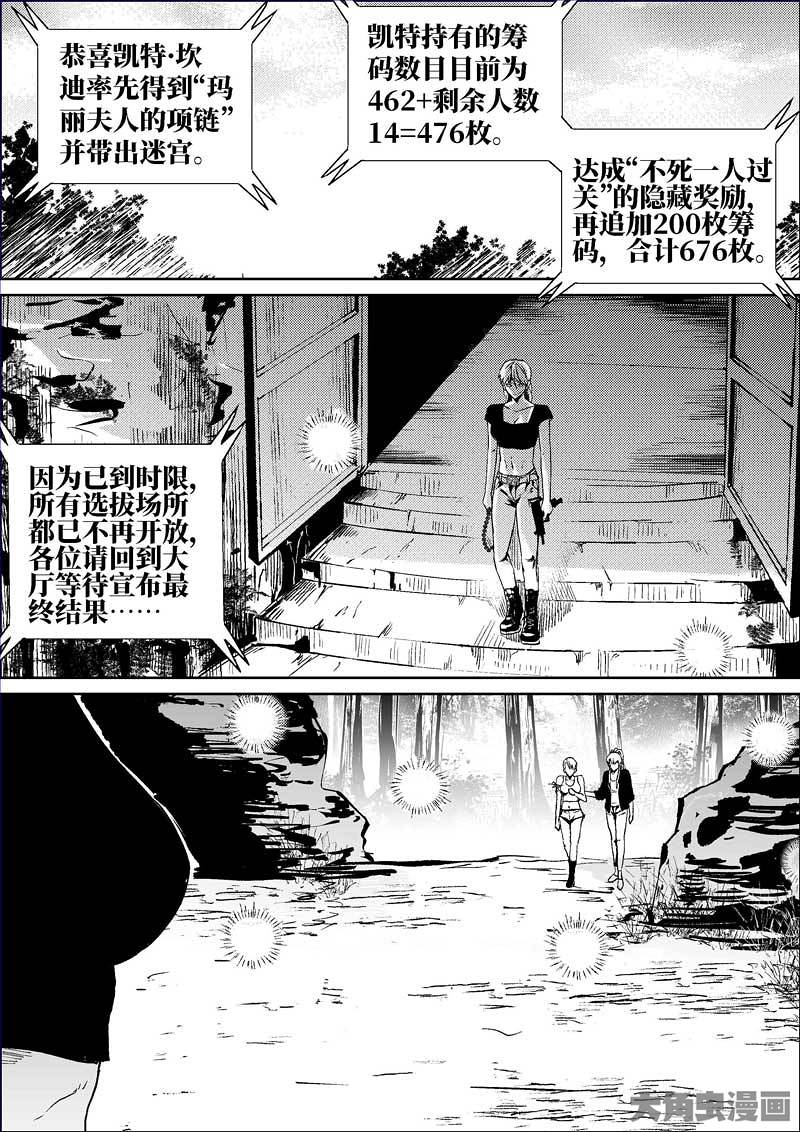 恭喜凯特·坎
迪率先得到“玛
丽夫人的项链”
并带出迷宫。
凯特持有的筹
码数目目前为
462+剩余人数
14=476枚。
达成“不死一人过
关”的隐藏奖励，
再追加200枚筹
码，合计676枚。
因为已到时限，
所有选拔场所
都已不再开放，
各位请回到大
厅等待宣布最
终结果……
大角虫漫画